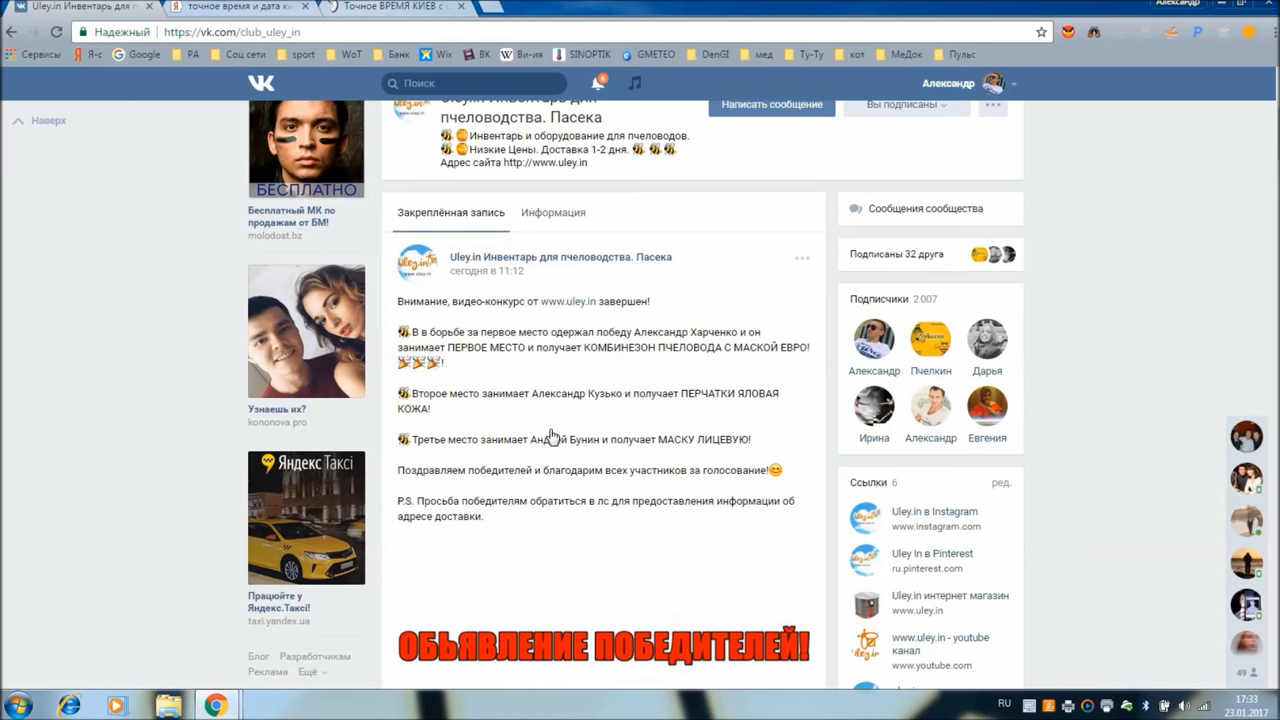 Uley.in Инвентарь для п
точное время и дата ки
Точное ВРЕМЯ КИЕВ с
Александр
Надежный
https://vk.com/club_uley_in
Сервисы
Я-с
Google
РА
Соц сети
sport
WoT
Банк
Wix
ВК
Ви-ия
SINOPTIK
GMETEO
DenGI
мед
Ту-Ту
кот
МеДок
Пульс
Поиск
6
Александр
Наверх
пчеловодства. Пасека
Написать сообщение
Вы подписаны
Инвентарь и оборудование для пчеловодов.
Низкие Цены. Доставка 1-2 дня.
Адрес сайта http://www.uley.in
БЕСПЛАТНО
Бесплатный МК по
продажам от БМ!
molodost.bz
Узнаешь их?
kononova.pro
Яндекс Таксі
Працюйте у
Яндекс.Таксі!
taxi.yandex.ua
Блог Разработчикам
Реклама Ещё
Закреплённая запись
Информация
Uley.in Инвентарь для пчеловодства. Пасека
сегодня в 11:12
Внимание, видео-конкурс от www.uley.in завершен!
В в борьбе за первое место одержал победу Александр Харченко и он
занимает ПЕРВОЕ МЕСТО и получает КОМБИНЕЗОН ПЧЕЛОВОДА С МАСКОЙ ЕВРО!
!
Второе место занимает Александр Кузько и получает ПЕРЧАТКИ ЯЛОВАЯ
КОЖА!
Третье место занимает Андрей Бунин и получает МАСКУ ЛИЦЕВУЮ!
Поздравляем победителей и благодарим всех участников за голосование!
P.S. Просьба победителям обратиться в лс для предоставления информации об
адресе доставки.
ОБЬЯВЛЕНИЕ ПОБЕДИТЕЛЕЙ!
Сообщения сообщества
Подписаны 32 друга
Подписчики 2 007
Александр
Пчелкин
Дарья
Ирина
Александр
Евгения
Ссылки 6
ред.
Uley.in в Instagram
www.instagram.com
Uley In в Pinterest
ru.pinterest.com
Uley.in интернет магазин
www.uley.in
www.uley.in - youtube
канал
www.youtube.com
49
RU
17:33
23.01.2017